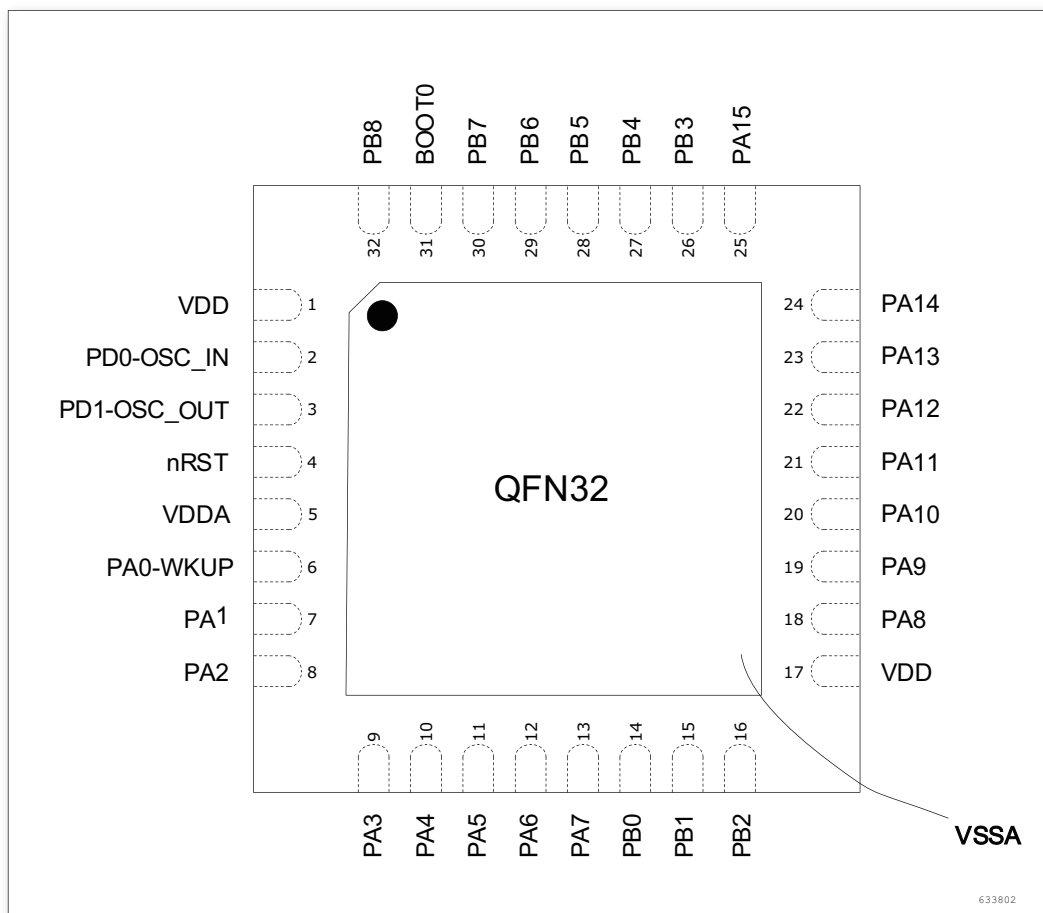 PB8 BOOT0 PB7 PB6 PB5 PB4 PB3 PA15
32 31 30 29 28 27 26 25
VDD 1 24 PA14
PD0-OSC_IN 2 23 PA13
PD1-OSC_OUT 3 22 PA12
nRST 4 21 PA11
QFN32
VDDA 5 20 PA10
PA0-WKUP 6 19 PA9
PA1 7 18 PA8
PA2 8 17 VDD
9 10 11 12 13 14 15 16
PA3 PA4 PA5 PA6 PA7 PB0 PB1 PB2
VSSA
633802